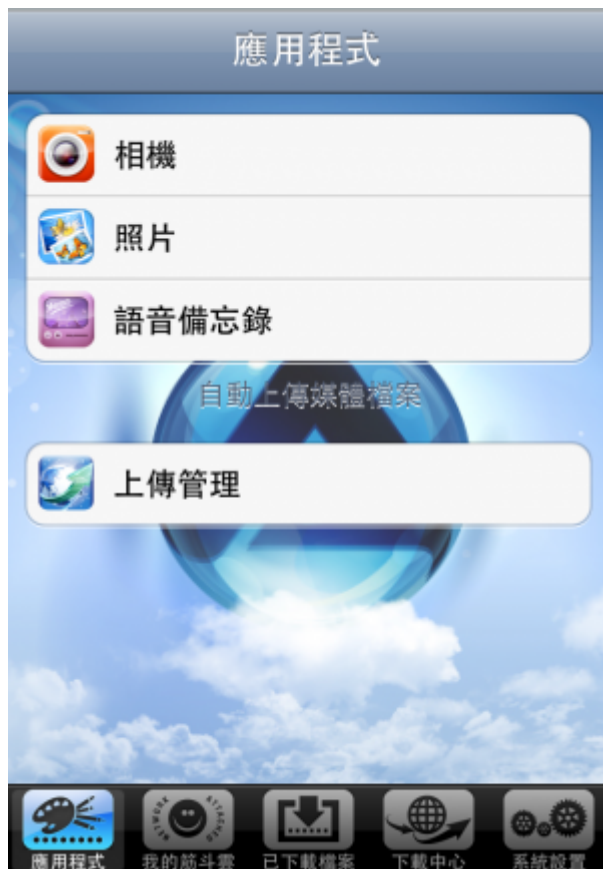 應用程式
相機
照片
語音備忘錄
自動上傳媒體檔案
上傳管理
NETWORK ATTACHED
應用程式
我的筋斗雲
已下載檔案
下載中心
系統設置